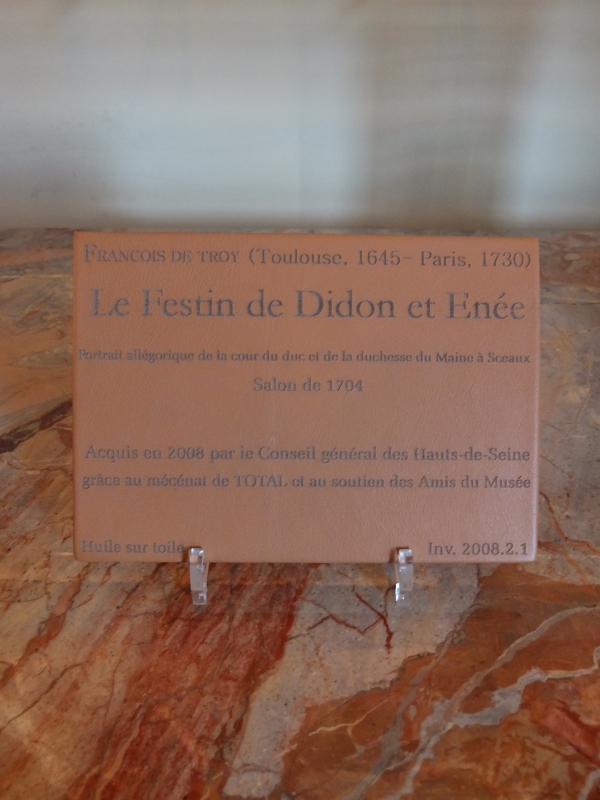 FRANCOIS DE TROY (Toulouse, 1645- Paris, 1730)
Le Festin de Didon et Enée
Portrait allégorique de la cour du duc et de la duchesse du Maine à Sceaux
Salon de 1704
Acquis en 2008 par le Conseil général des Hauts-de-Seine
grâce au mécénat de TOTAL et au soutien des Amis du Musée
Huile sur toile
Inv. 2008.2.1